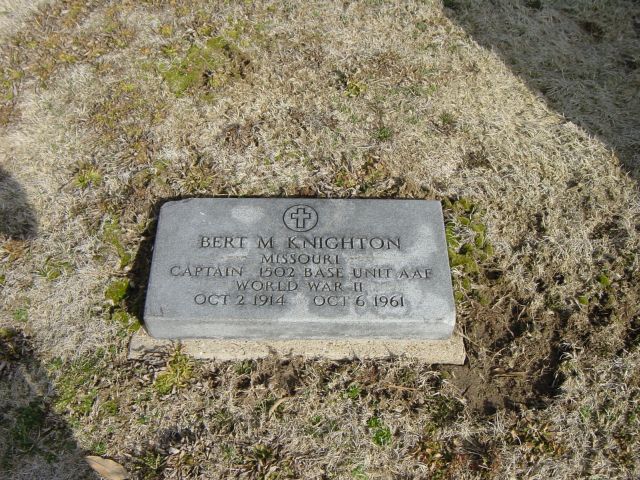 BERT M KNIGHTON
MISSOURI
CAPTAIN 1502 BASE UNIT AAF
WORLD WAR II
OCT 2 1914 OCT 6 1961